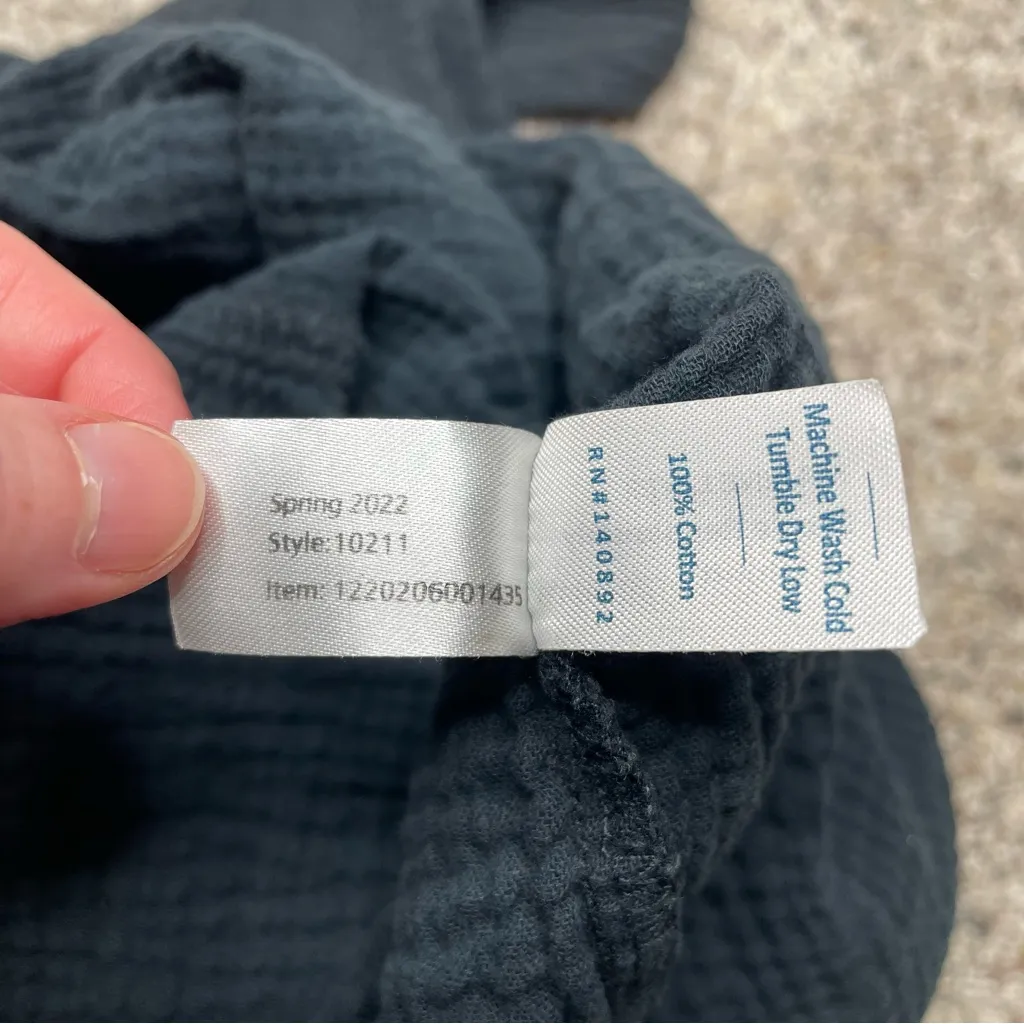 Spring 2022
Style:10211
Item: 1220206001435
Machine Wash Cold
Tumble Dry Low
100% Cotton
RN#140892